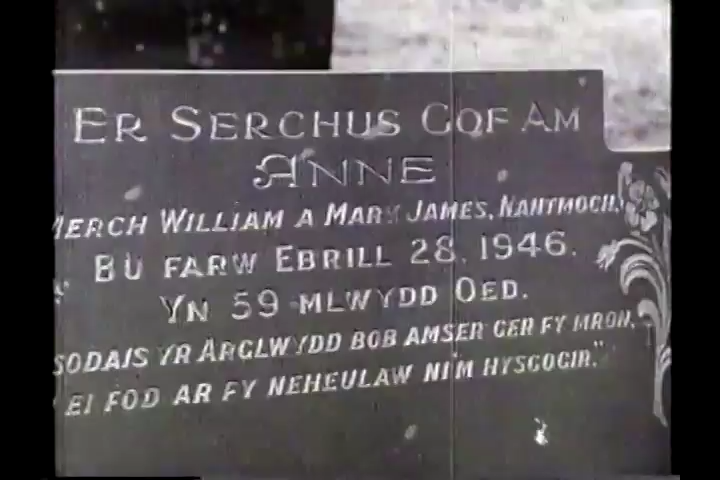 ER SERCHUS GOF AM
ANNE
MERCH WILLIAM A MARY JAMES, NANTMOCH,
BU FARW EBRILL 28, 1946.
YN 59 MLWYDD OED.
SODAIS YR ARGLWYDD BOB AMSER GER FY MRON,
EI FOD AR FY NEHEULAW NI'M HYSGOGIR."